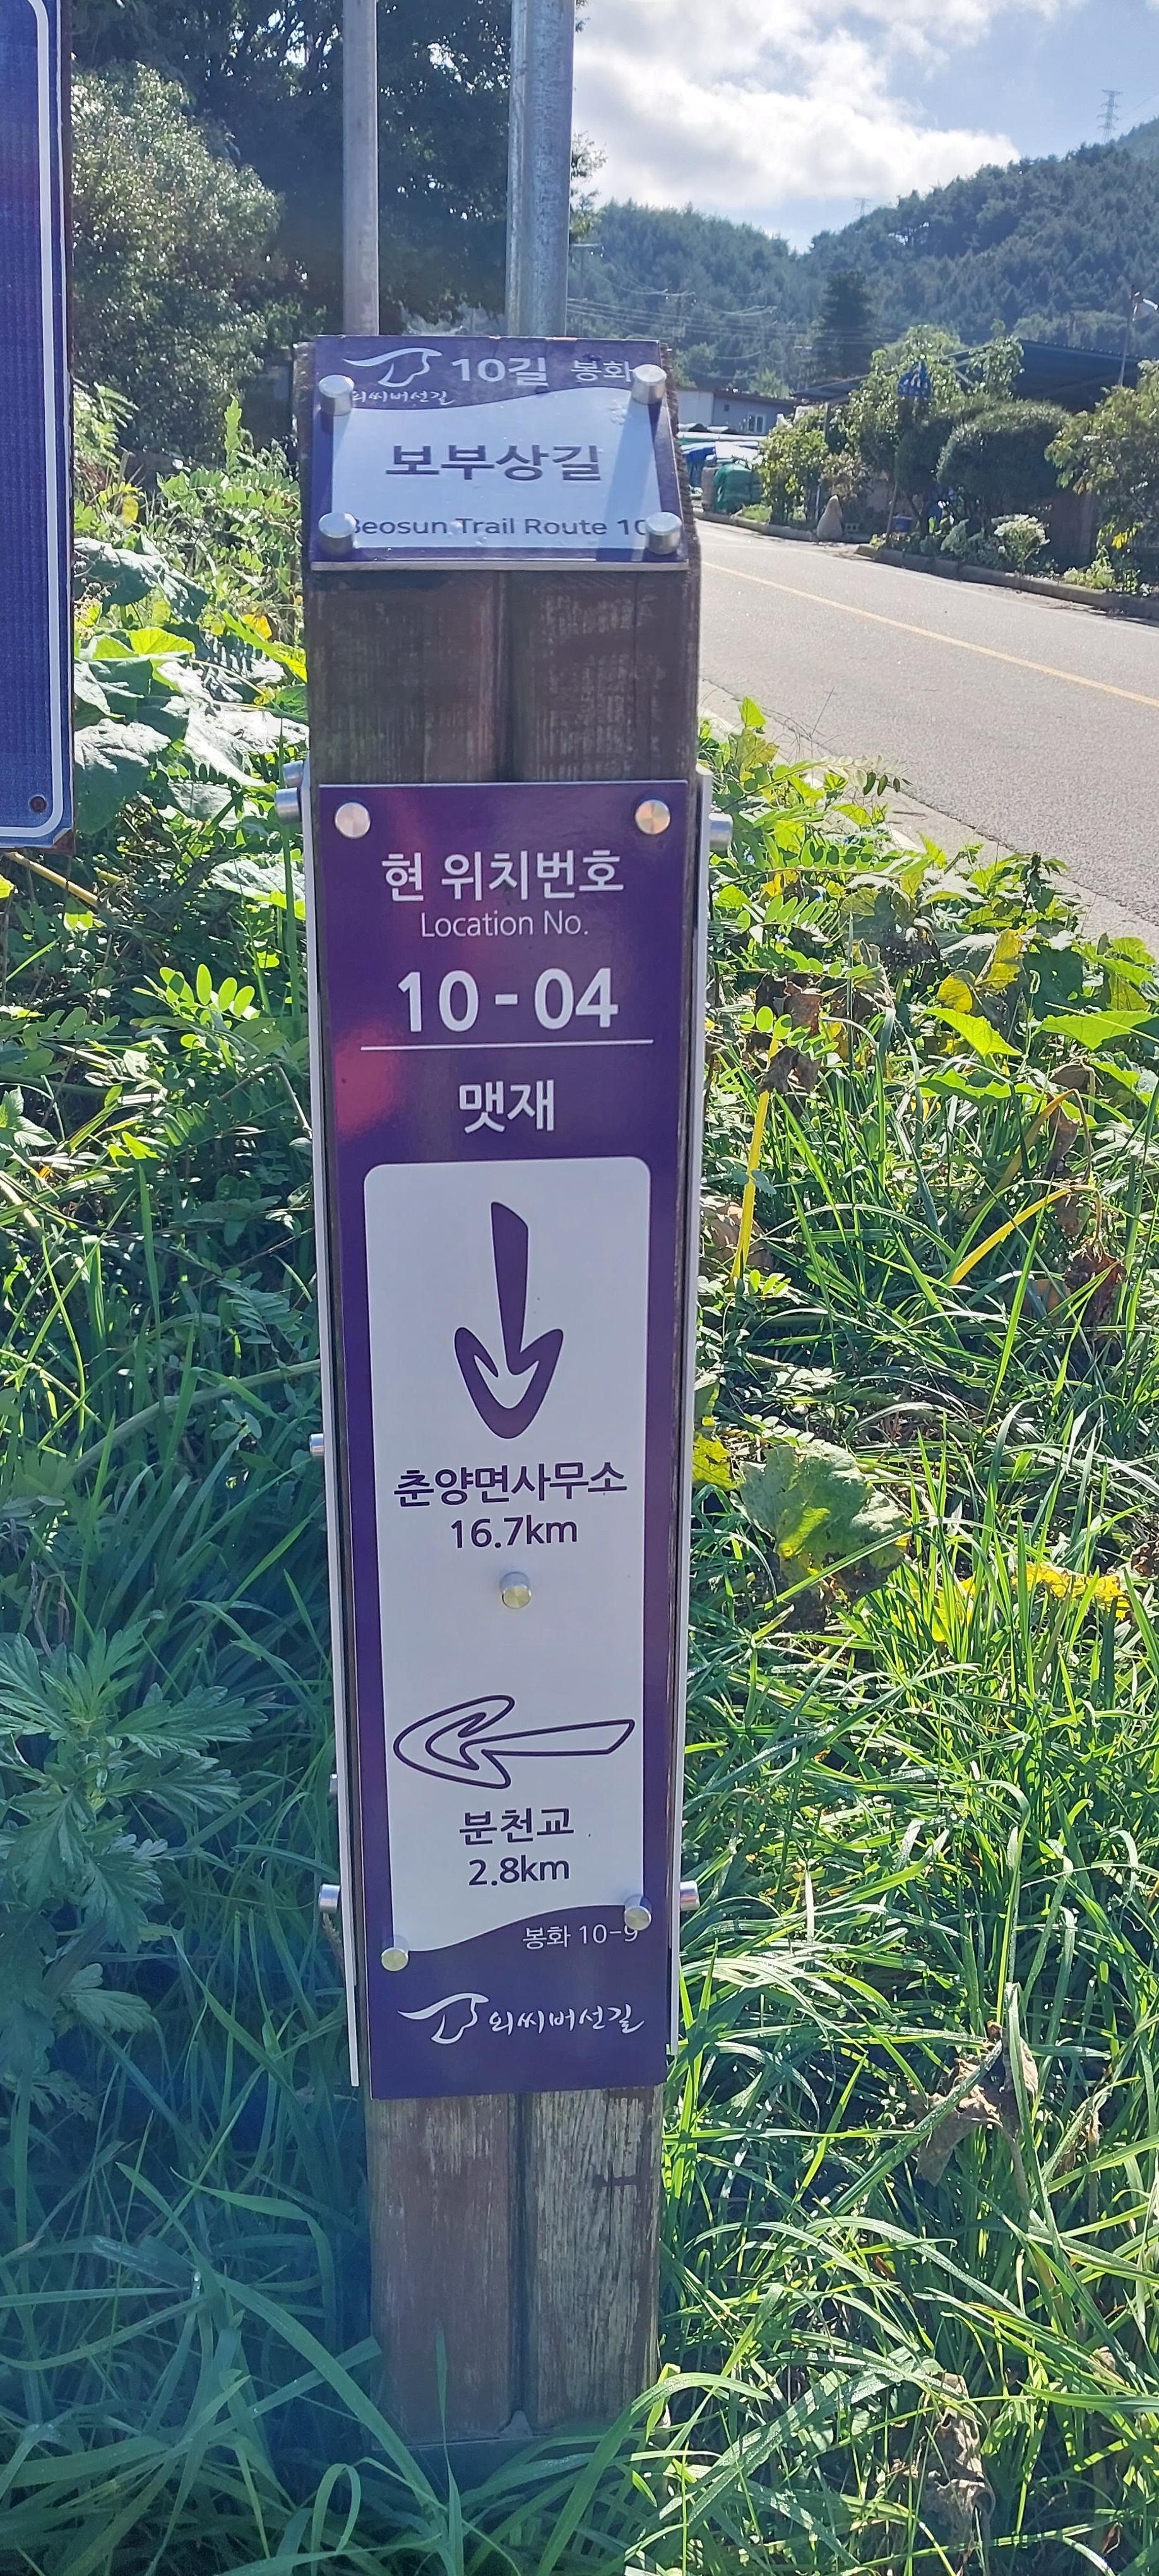 10길 봉화
외씨버선길
보부상길
Beosun Trail Route 10
현 위치번호
Location No.
10-04
맷재
춘양면사무소
16.7km
분천교
2.8km
봉화 10-9
외씨버선길